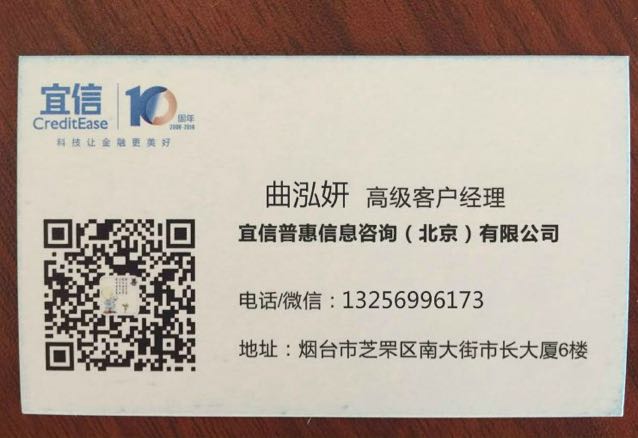 宜信
CreditEase
10周年
2006-2016
科技让金融更美好
曲泓妍 高级客户经理
宜信普惠信息咨询（北京）有限公司
电话/微信：13256996173
地址：烟台市芝罘区南大街市长大厦6楼